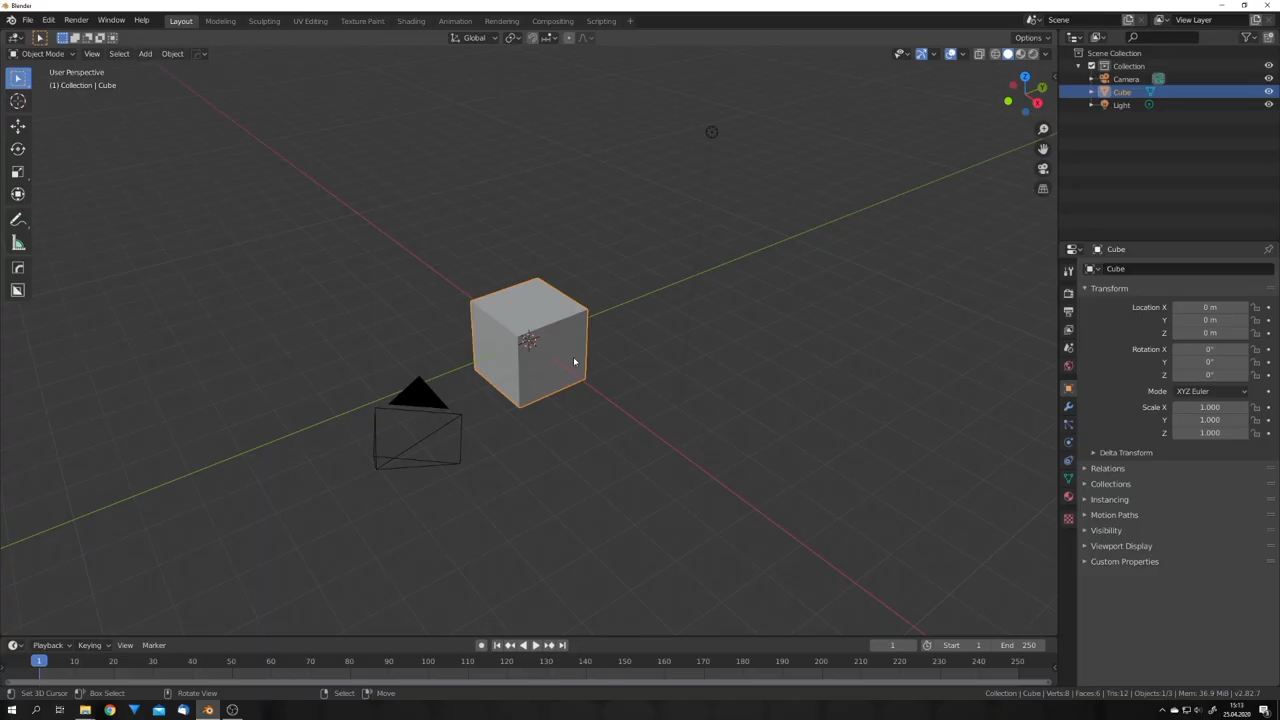 Blender
File Edit Render Window Help Layout Modeling Sculpting UV Editing Texture Paint Shading Animation Rendering Compositing Scripting + Scene View Layer
Global Options
Object Mode View Select Add Object
User Perspective
(1) Collection | Cube
Z
Y
X
Scene Collection
Collection
Camera
Cube
Light
Cube
Cube
Transform
Location X 0 m
Y 0 m
Z 0 m
Rotation X 0°
Y 0°
Z 0°
Mode XYZ Euler
Scale X 1.000
Y 1.000
Z 1.000
Delta Transform
Relations
Collections
Instancing
Motion Paths
Visibility
Viewport Display
Custom Properties
Playback Keying View Marker 1 Start 1 End 250
1 10 20 30 40 50 60 70 80 90 100 110 120 130 140 150 160 170 180 190 200 210 220 230 240 250
Set 3D Cursor Box Select Rotate View Select Move Collection | Cube | Verts:8 | Faces:6 | Tris:12 | Objects:1/3 | Mem: 36.9 MiB | v2.82.7
15:13
25.04.2020